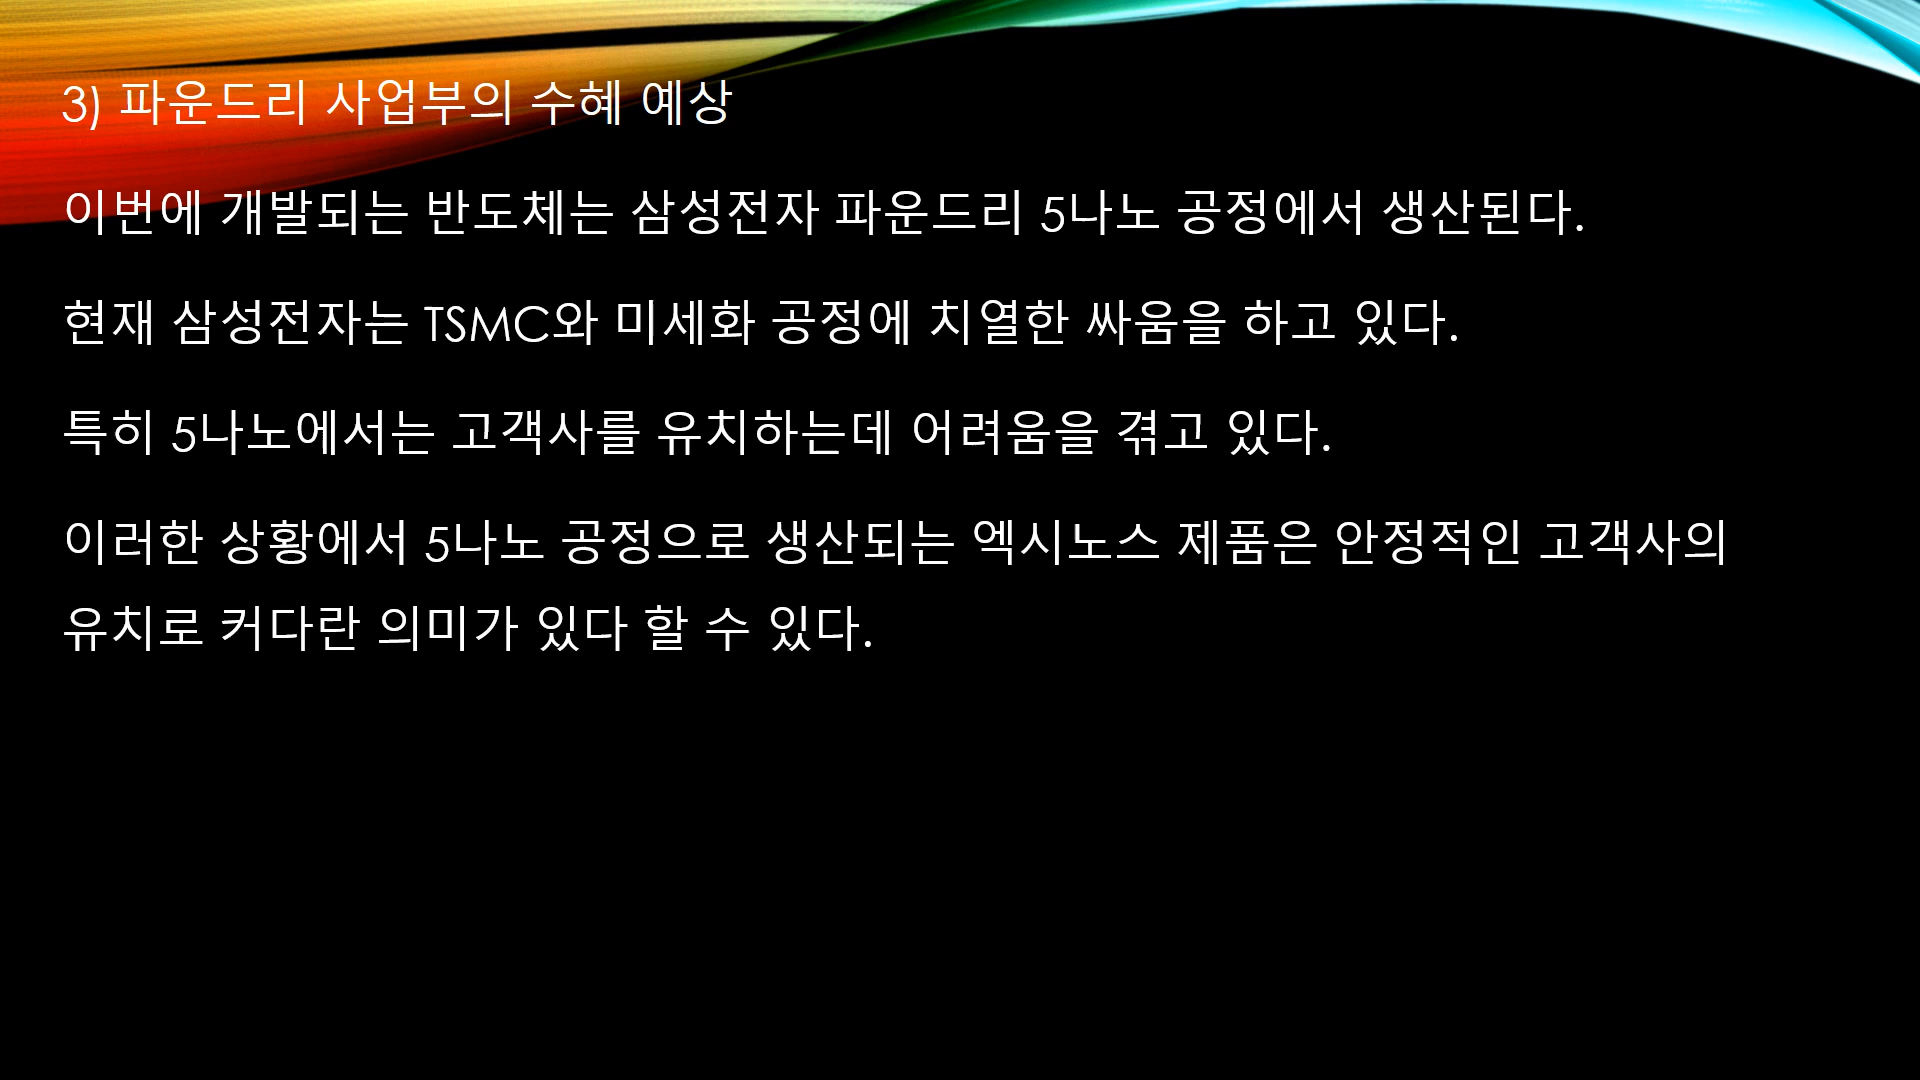 3) 파운드리 사업부의 수혜 예상
이번에 개발되는 반도체는 삼성전자 파운드리 5나노 공정에서 생산된다.
현재 삼성전자는 TSMC와 미세화 공정에 치열한 싸움을 하고 있다.
특히 5나노에서는 고객사를 유치하는데 어려움을 겪고 있다.
이러한 상황에서 5나노 공정으로 생산되는 엑시노스 제품은 안정적인 고객사의
유치로 커다란 의미가 있다 할 수 있다.